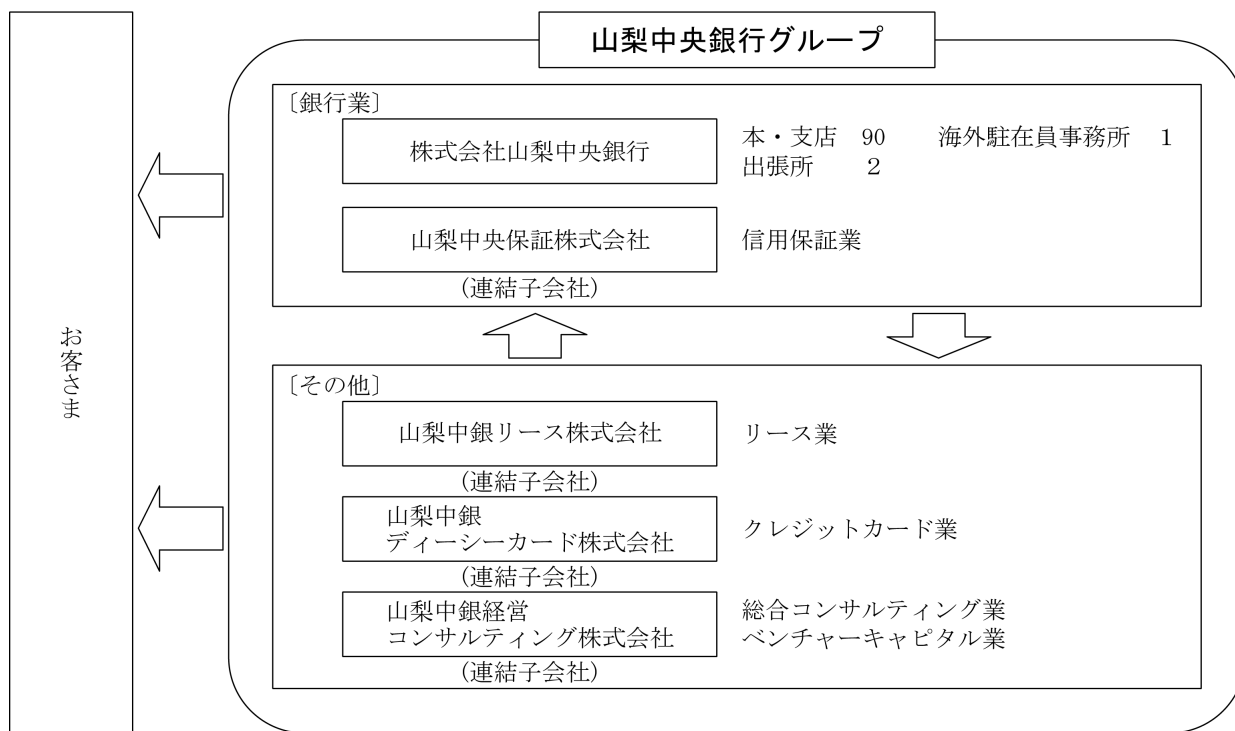 山梨中央銀行グループ
〔銀行業〕
株式会社山梨中央銀行
本・支店 90 海外駐在員事務所 1
出張所 2
山梨中央保証株式会社
信用保証業
(連結子会社)
お客さま
〔その他〕
山梨中銀リース株式会社
リース業
(連結子会社)
山梨中銀
ディーシーカード株式会社
クレジットカード業
(連結子会社)
山梨中銀経営
コンサルティング株式会社
総合コンサルティング業
ベンチャーキャピタル業
(連結子会社)